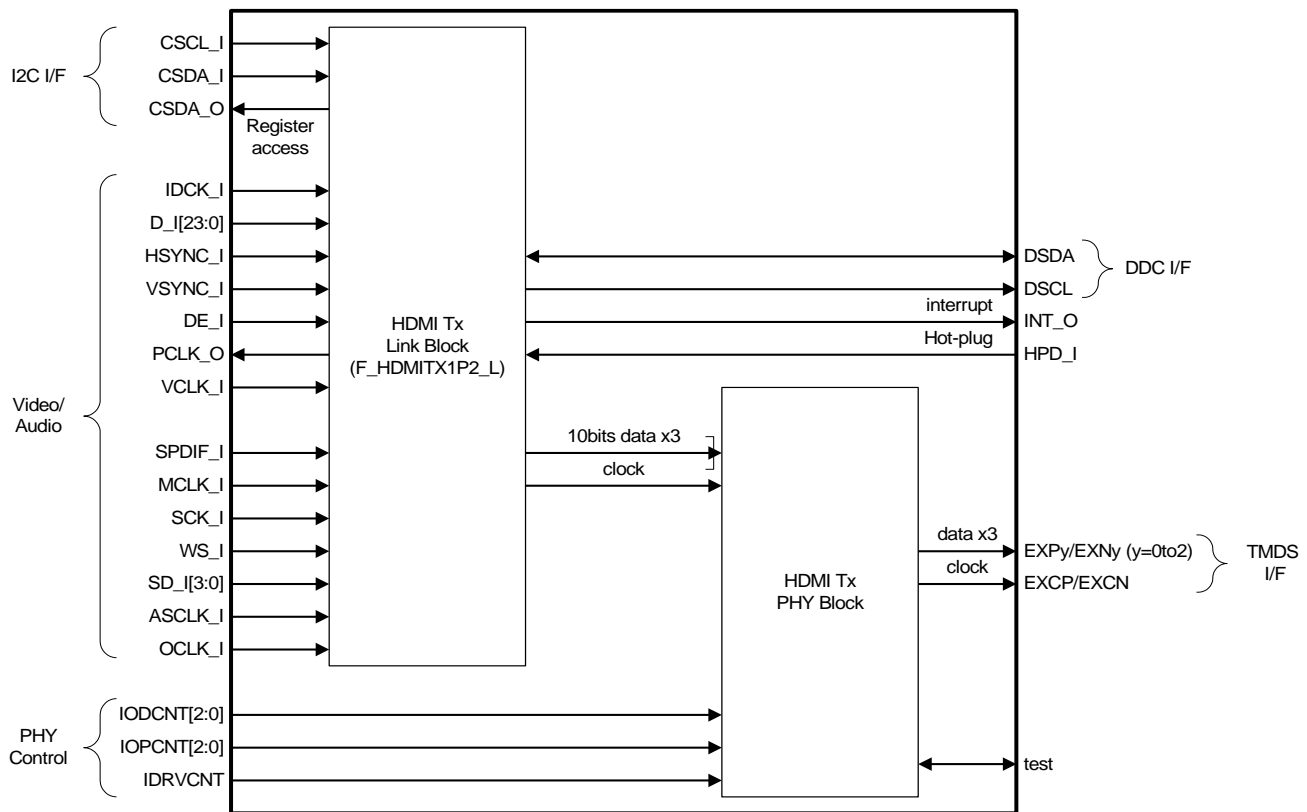 I2C I/F
CSCL_I
CSDA_I
CSDA_O
Register
access
Video/
Audio
IDCK_I
D_I[23:0]
HSYNC_I
VSYNC_I
DE_I
PCLK_O
VCLK_I
SPDIF_I
MCLK_I
SCK_I
WS_I
SD_I[3:0]
ASCLK_I
OCLK_I
PHY
Control
IODCNT[2:0]
IOPCNT[2:0]
IDRVCNT
HDMI Tx
Link Block
(F_HDMITX1P2_L)
DSDA
DSCL
DDC I/F
interrupt
INT_O
Hot-plug
HPD_I
10bits data x3
clock
HDMI Tx
PHY Block
data x3
EXPy/EXNy (y=0to2)
clock
EXCP/EXCN
TMDS
I/F
test